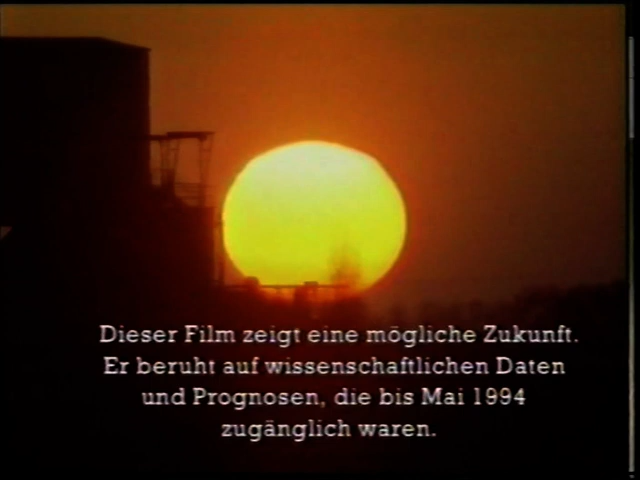 Dieser Film zeigt eine mögliche Zukunft.
Er beruht auf wissenschaftlichen Daten
und Prognosen, die bis Mai 1994
zugänglich waren.